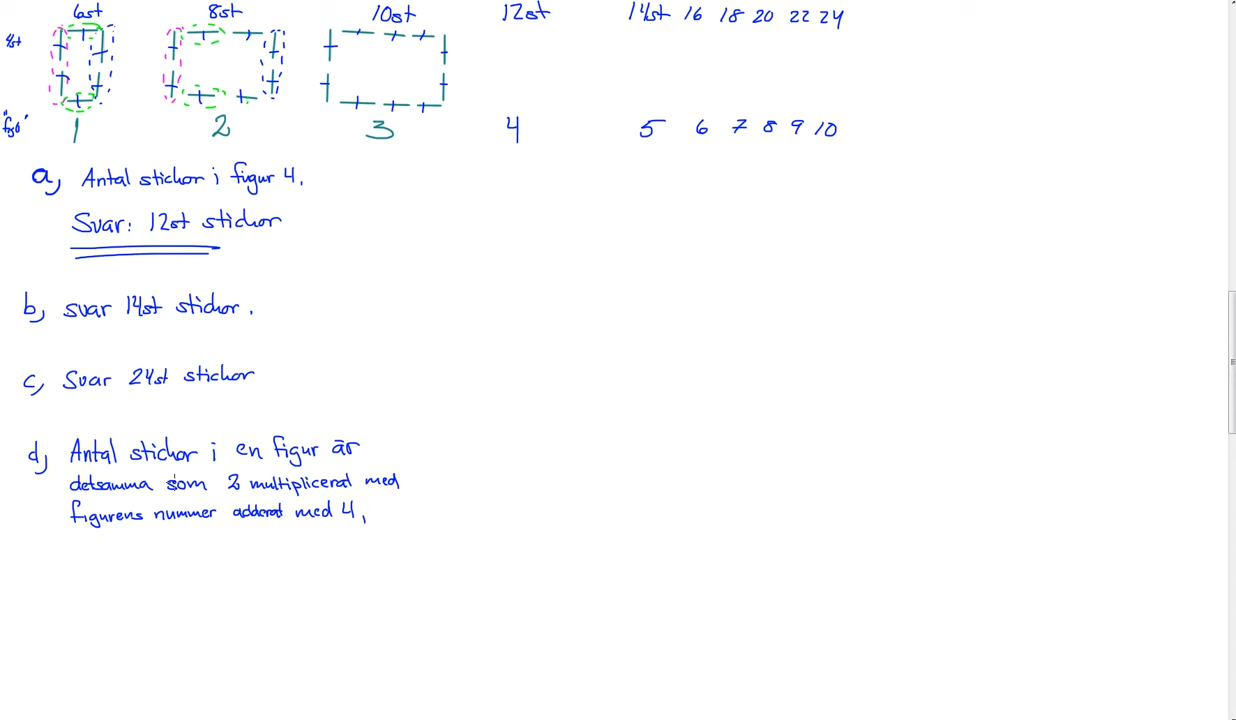 6st 8st 10st 12st 14st 16 18 20 22 24
1 2 3 4 5 6 7 8 9 10
a, Antal stickor i figur 4.
Svar: 12st stickor
b, svar 14st stickor.
c, Svar 24st stickor
d, Antal stickor i en figur är
detsamma som 2 multiplicerat med
figurens nummer adderat med 4,